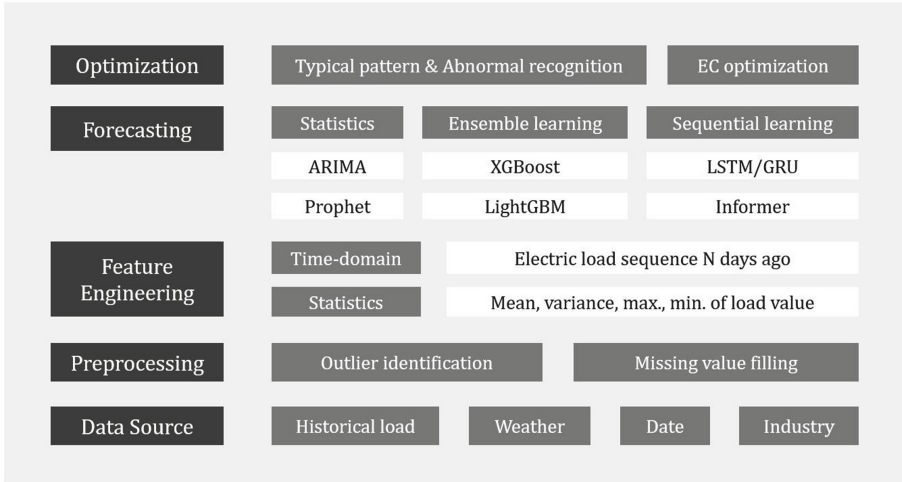 Optimization
Typical pattern & Abnormal recognition
EC optimization
Forecasting
Statistics
Ensemble learning
Sequential learning
ARIMA
XGBoost
LSTM/GRU
Prophet
LightGBM
Informer
Feature
Engineering
Time-domain
Electric load sequence N days ago
Statistics
Mean, variance, max., min. of load value
Preprocessing
Outlier identification
Missing value filling
Data Source
Historical load
Weather
Date
Industry